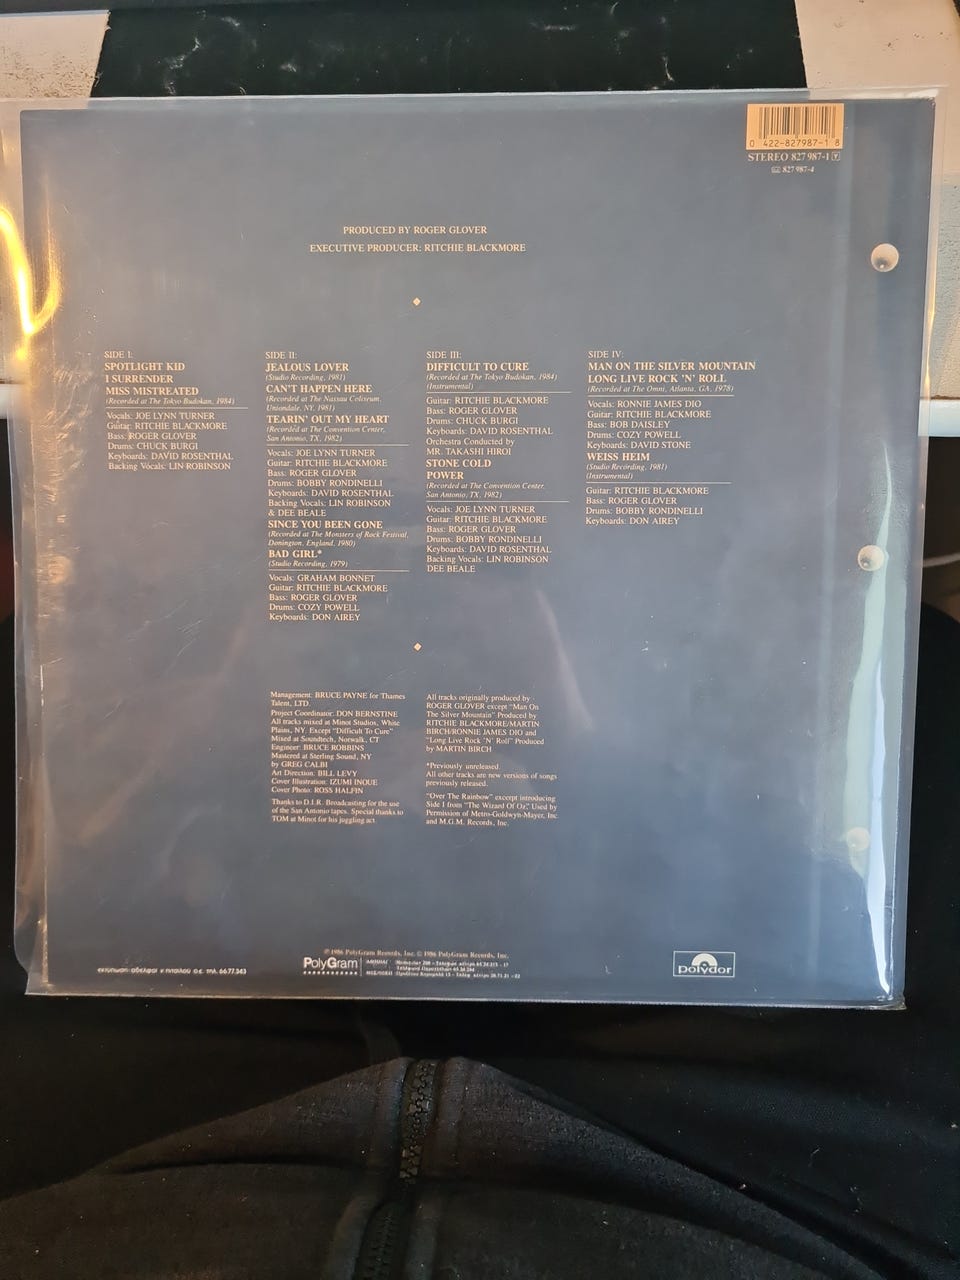 0 422-827987-1 8
STEREO 827 987-1 Y
827 987-4
PRODUCED BY ROGER GLOVER
EXECUTIVE PRODUCER: RITCHIE BLACKMORE
SIDE I:
SPOTLIGHT KID
I SURRENDER
MISS MISTREATED
(Recorded at The Tokyo Budokan, 1984)
Vocals: JOE LYNN TURNER
Guitar: RITCHIE BLACKMORE
Bass: ROGER GLOVER
Drums: CHUCK BURGI
Keyboards: DAVID ROSENTHAL
Backing Vocals: LIN ROBINSON
SIDE II:
JEALOUS LOVER
(Studio Recording, 1981)
CAN'T HAPPEN HERE
(Recorded at The Nassau Coliseum,
Uniondale, NY, 1981)
TEARIN' OUT MY HEART
(Recorded at The Convention Center,
San Antonio, TX, 1982)
Vocals: JOE LYNN TURNER
Guitar: RITCHIE BLACKMORE
Bass: ROGER GLOVER
Drums: BOBBY RONDINELLI
Keyboards: DAVID ROSENTHAL
Backing Vocals: LIN ROBINSON
& DEE BEALE
SINCE YOU BEEN GONE
(Recorded at The Monsters of Rock Festival,
Donington, England, 1980)
BAD GIRL*
(Studio Recording, 1979)
Vocals: GRAHAM BONNET
Guitar: RITCHIE BLACKMORE
Bass: ROGER GLOVER
Drums: COZY POWELL
Keyboards: DON AIREY
SIDE III:
DIFFICULT TO CURE
(Recorded at The Tokyo Budokan, 1984)
(Instrumental)
Guitar: RITCHIE BLACKMORE
Bass: ROGER GLOVER
Drums: CHUCK BURGI
Keyboards: DAVID ROSENTHAL
Orchestra Conducted by
MR. TAKASHI HIROI
STONE COLD
POWER
(Recorded at The Convention Center,
San Antonio, TX, 1982)
Vocals: JOE LYNN TURNER
Guitar: RITCHIE BLACKMORE
Bass: ROGER GLOVER
Drums: BOBBY RONDINELLI
Keyboards: DAVID ROSENTHAL
Backing Vocals: LIN ROBINSON
DEE BEALE
SIDE IV:
MAN ON THE SILVER MOUNTAIN
LONG LIVE ROCK 'N' ROLL
(Recorded at The Omni, Atlanta, GA, 1978)
Vocals: RONNIE JAMES DIO
Guitar: RITCHIE BLACKMORE
Bass: BOB DAISLEY
Drums: COZY POWELL
Keyboards: DAVID STONE
WEISS HEIM
(Studio Recording, 1981)
(Instrumental)
Guitar: RITCHIE BLACKMORE
Bass: ROGER GLOVER
Drums: BOBBY RONDINELLI
Keyboards: DON AIREY
Management: BRUCE PAYNE for Thames
Talent, LTD.
Project Coordinator: DON BERNSTINE
All tracks mixed at Minot Studios, White
Plains, NY. Except "Difficult To Cure"
Mixed at Soundtech, Norwalk, CT
Engineer: BRUCE ROBBINS
Mastered at Sterling Sound, NY
by GREG CALBI
Art Direction: BILL LEVY
Cover Illustration: IZUMI INOUE
Cover Photo: ROSS HALFIN
Thanks to D.I.R. Broadcasting for the use
of the San Antonio tapes. Special thanks to
TOM at Minot for his juggling act.
All tracks originally produced by
ROGER GLOVER except "Man On
The Silver Mountain" Produced by
RITCHIE BLACKMORE/MARTIN
BIRCH/RONNIE JAMES DIO and
"Long Live Rock 'N' Roll" Produced
by MARTIN BIRCH
*Previously unreleased.
All other tracks are new versions of songs
previously released.
"Over The Rainbow" excerpt introducing
Side I from "The Wizard Of Oz." Used by
Permission of Metro-Goldwyn-Mayer, Inc.
and M.G.M. Records, Inc.
℗ 1986 PolyGram Records, Inc. © 1986 PolyGram Records, Inc.
εκτύπωση: αδελφοί κ. νταλλού ο.ε. τηλ. 66.77.343
PolyGram
polydor